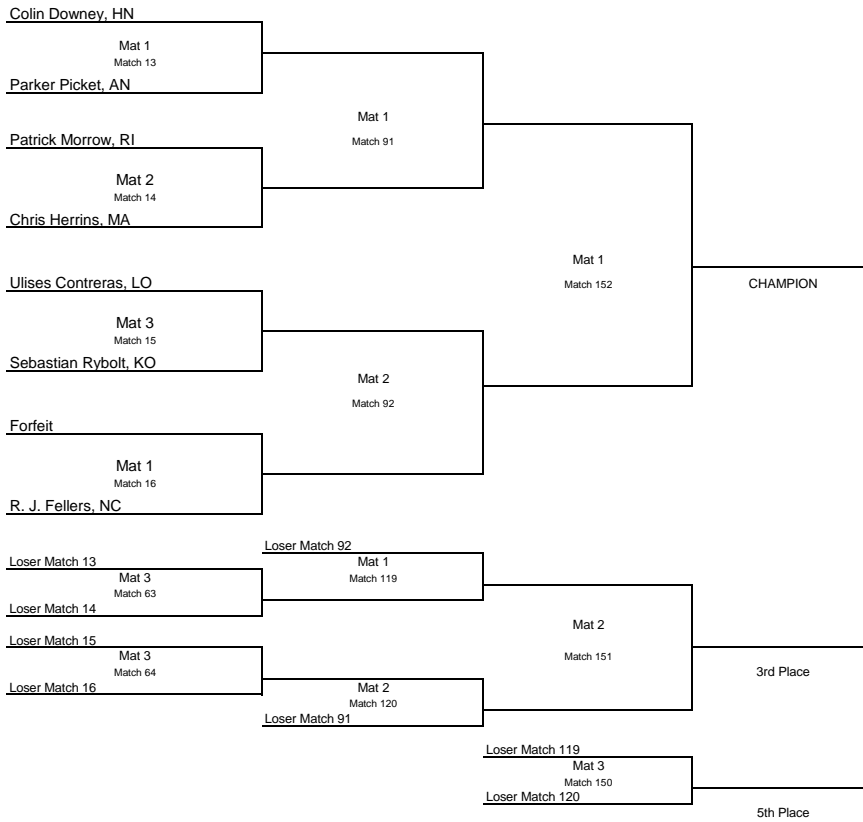 Colin Downey, HN
Mat 1
Match 13
Parker Picket, AN
Mat 1
Match 91
Patrick Morrow, RI
Mat 2
Match 14
Chris Herrins, MA
Mat 1
Match 152
CHAMPION
Ulises Contreras, LO
Mat 3
Match 15
Sebastian Rybolt, KO
Mat 2
Match 92
Forfeit
Mat 1
Match 16
R. J. Fellers, NC
Loser Match 92
Loser Match 13
Mat 1
Match 119
Mat 3
Match 63
Loser Match 14
Mat 2
Match 151
Loser Match 15
Mat 3
Match 64
3rd Place
Loser Match 16
Mat 2
Match 120
Loser Match 91
Loser Match 119
Mat 3
Match 150
Loser Match 120
5th Place